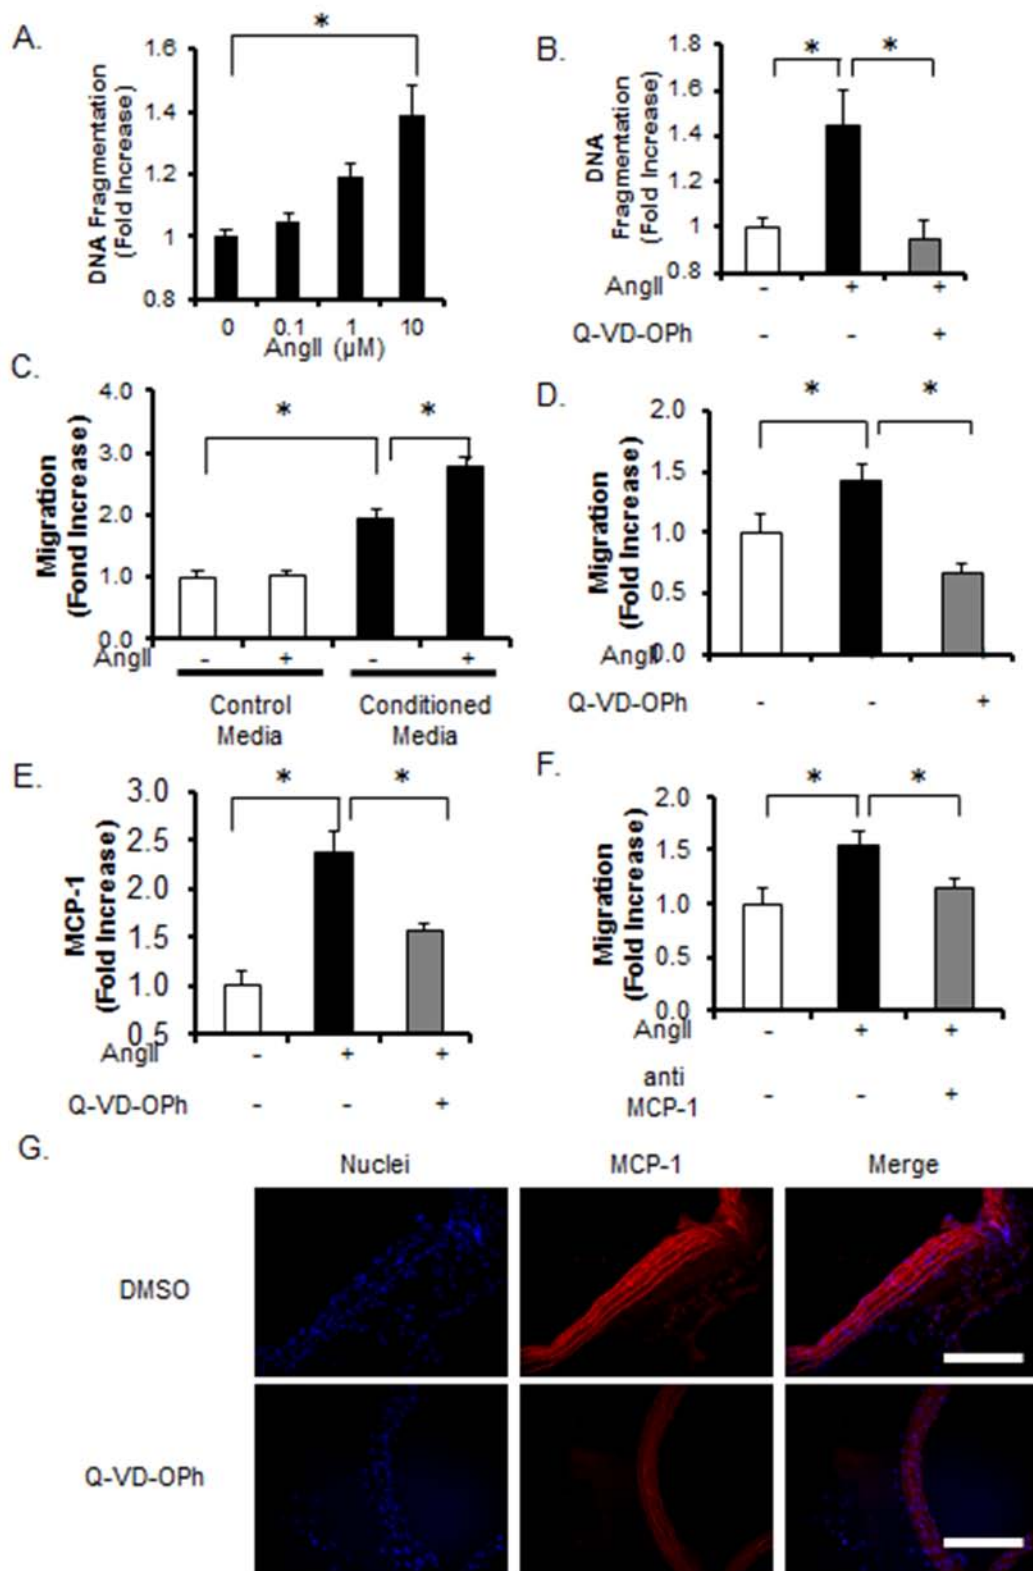 A.
*
1.6
1.4
1.2
1
0.8
DNA Fragmentation
(Fold Increase)
0 0.1 1 10
AngII (µM)
B.
* *
1.8
1.6
1.4
1.2
1
0.8
DNA
Fragmentation
(Fold Increase)
AngII - + +
Q-VD-OPh - - +
C.
* *
4.0
3.0
2.0
1.0
0.0
Migration
(Fond Increase)
AngII - + - +
Control
Media
Conditioned
Media
D.
* *
2.0
1.5
1.0
0.5
0.0
Migration
(Fold Increase)
AngII
Q-VD-OPh - - +
E.
* *
3.0
2.5
2.0
1.5
1.0
0.5
MCP-1
(Fold Increase)
AngII - + +
Q-VD-OPh - - +
F.
* *
2.0
1.5
1.0
0.5
0.0
Migration
(Fold Increase)
AngII - + +
anti
MCP-1 - - +
G.
Nuclei MCP-1 Merge
DMSO
Q-VD-OPh